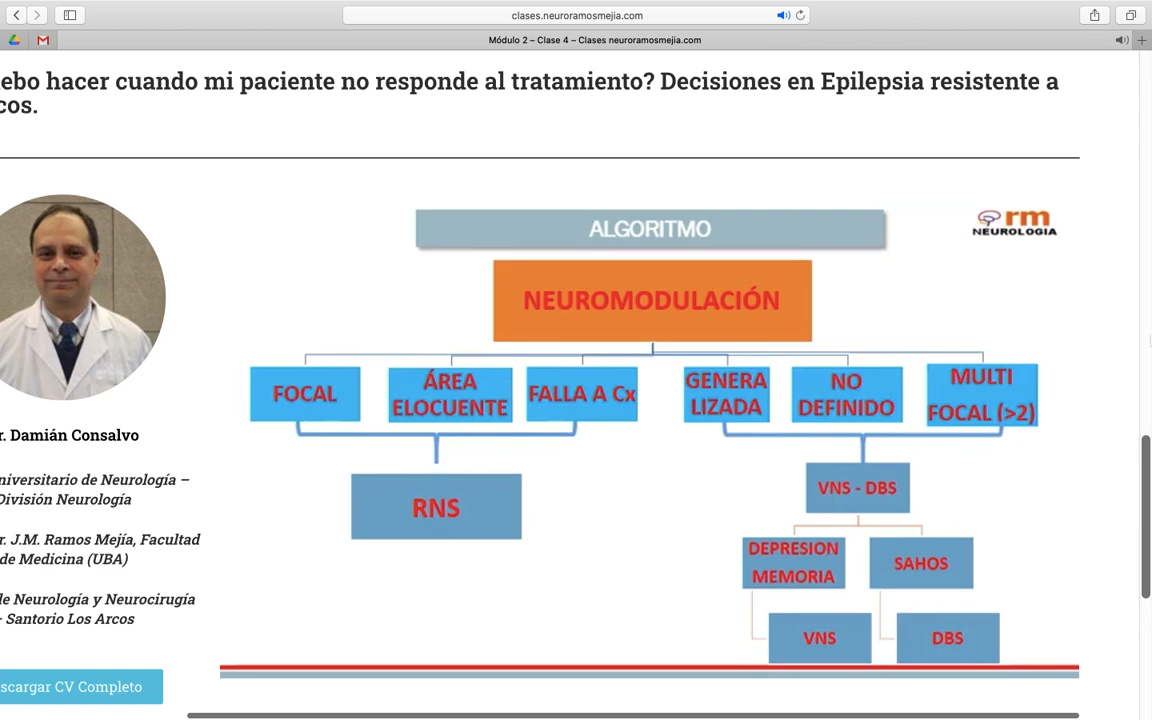 clases.neuroramosmejia.com
Módulo 2 – Clase 4 – Clases neuroramosmejia.com
ebo hacer cuando mi paciente no responde al tratamiento? Decisiones en Epilepsia resistente a
cos.
ALGORITMO
rm
NEUROLOGIA
NEUROMODULACIÓN
FOCAL
ÁREA
ELOCUENTE
FALLA A Cx
GENERA
LIZADA
NO
DEFINIDO
MULTI
FOCAL (>2)
RNS
VNS - DBS
DEPRESION
MEMORIA
SAHOS
VNS
DBS
r. Damián Consalvo
niversitario de Neurología –
División Neurología
r. J.M. Ramos Mejía, Facultad
de Medicina (UBA)
de Neurología y Neurocirugía
- Santorio Los Arcos
scargar CV Completo